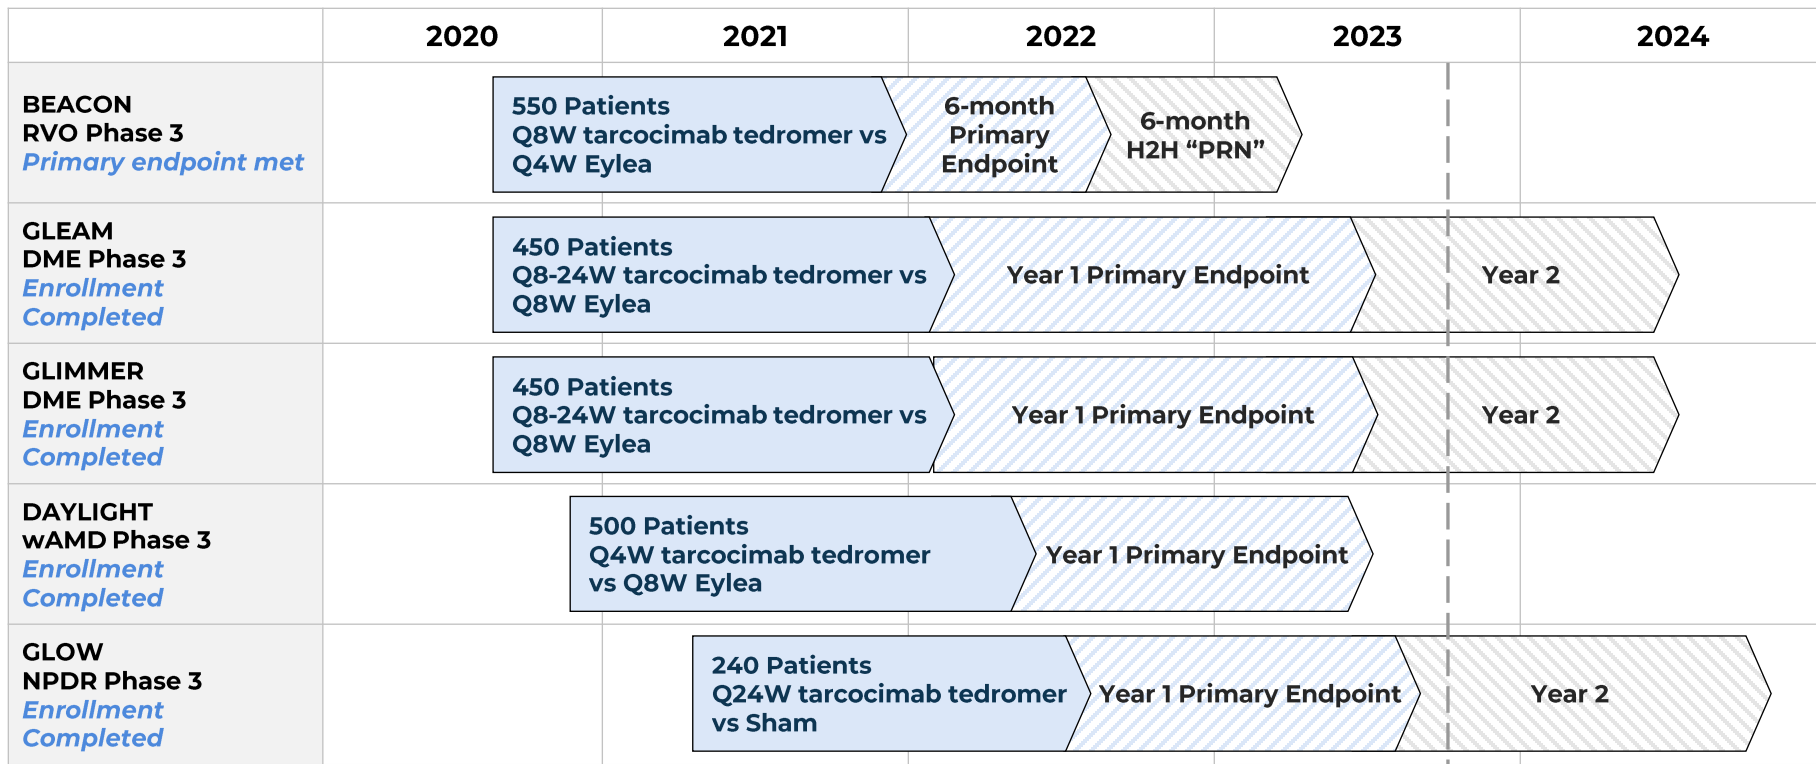 2020 2021 2022 2023 2024
BEACON
RVO Phase 3
Primary endpoint met
550 Patients
Q8W tarcocimab tedromer vs
Q4W Eylea
6-month
Primary
Endpoint
6-month
H2H “PRN”
GLEAM
DME Phase 3
Enrollment
Completed
450 Patients
Q8-24W tarcocimab tedromer vs
Q8W Eylea
Year 1 Primary Endpoint
Year 2
GLIMMER
DME Phase 3
Enrollment
Completed
450 Patients
Q8-24W tarcocimab tedromer vs
Q8W Eylea
Year 1 Primary Endpoint
Year 2
DAYLIGHT
wAMD Phase 3
Enrollment
Completed
500 Patients
Q4W tarcocimab tedromer
vs Q8W Eylea
Year 1 Primary Endpoint
GLOW
NPDR Phase 3
Enrollment
Completed
240 Patients
Q24W tarcocimab tedromer
vs Sham
Year 1 Primary Endpoint
Year 2